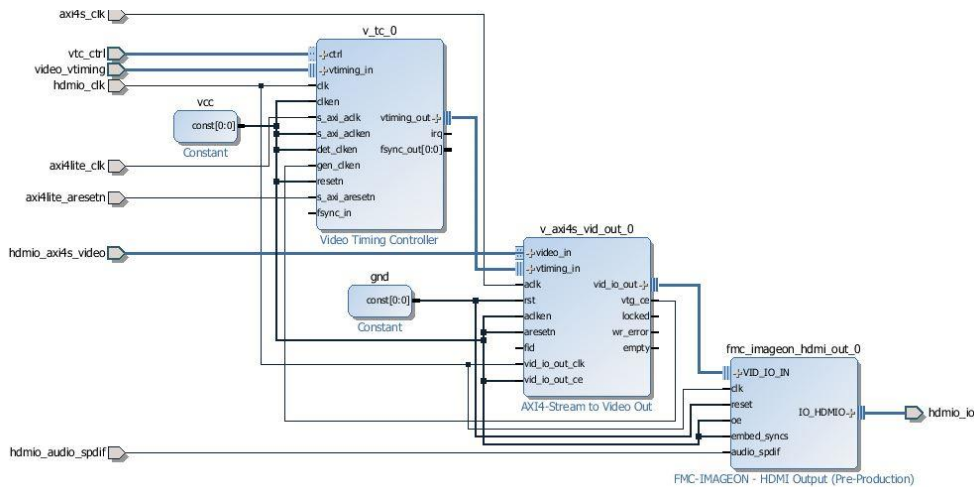 axi4s_clk
v_tc_0
vtc_ctrl
video_vtiming
hdmio_clk
ctrl
vtiming_in
clk
clken
s_axi_aclk
s_axi_aclken
det_clken
gen_clken
resetn
s_axi_aresetn
fsync_in
vtiming_out
irq
fsync_out[0:0]
Video Timing Controller
vcc
const[0:0]
Constant
axi4lite_clk
axi4lite_aresetn
hdmio_axi4s_video
v_axi4s_vid_out_0
video_in
vtiming_in
aclk
rst
aclken
aresetn
fid
vid_io_out_clk
vid_io_out_ce
vid_io_out
vtg_ce
locked
wr_error
empty
AXI4-Stream to Video Out
gnd
const[0:0]
Constant
fmc_imageon_hdmi_out_0
VID_IO_IN
clk
reset
oe
embed_syncs
audio_spdif
IO_HDMIO
hdmio_io
hdmio_audio_spdif
FMC-IMAGEON - HDMI Output (Pre-Production)